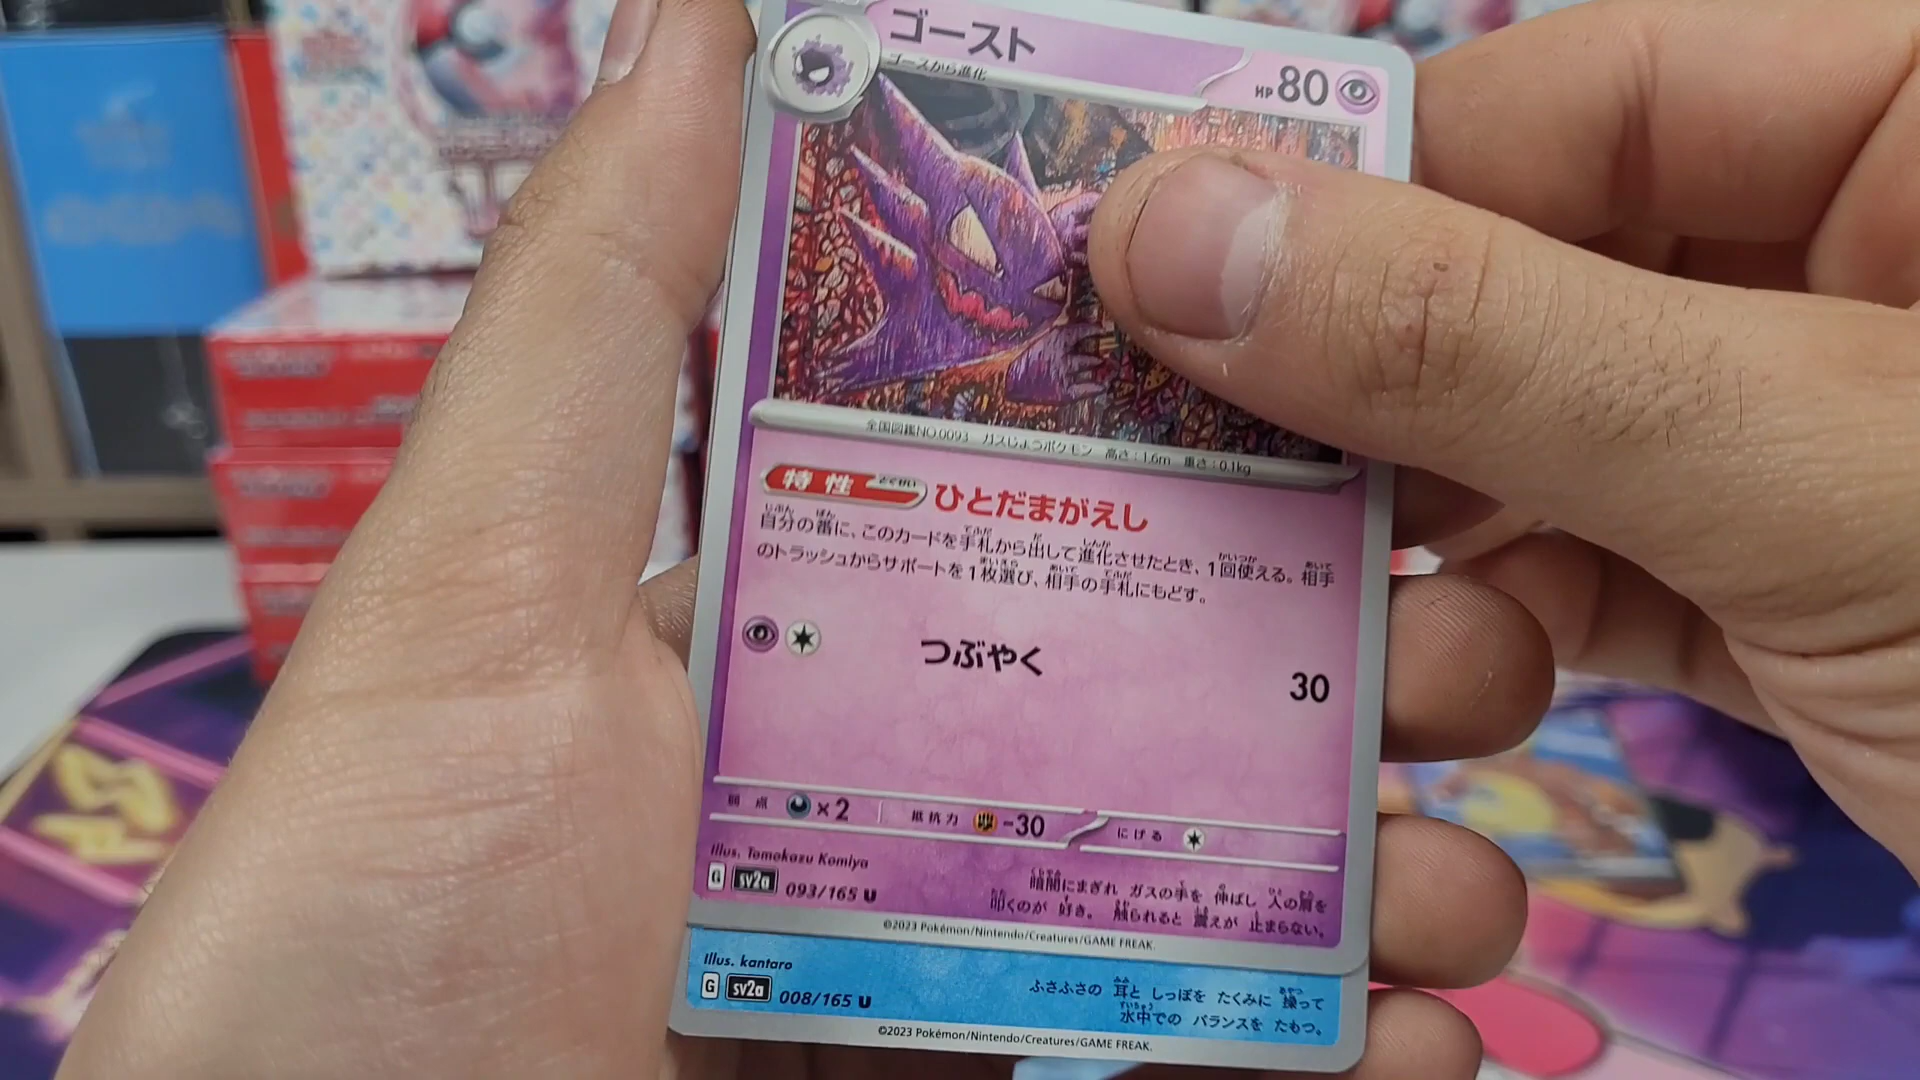 ゴースト
ゴースから進化
HP 80
全国図鑑NO.0093 ガスじょうポケモン 高さ:1.6m 重さ:0.1kg
特性 とくせい ひとだまがえし
自分の番に、このカードを手札から出して進化させたとき、1回使える。相手
のトラッシュからサポートを1枚選び、相手の手札にもどす。
つぶやく 30
弱点 ×2 抵抗力 -30 にげる
Illus. Tomokazu Komiya
G sv2a 093/165 U
暗闇にまぎれ ガスの手を 伸ばし 人の肩を
叩くのが 好き。 触られると 震えが 止まらない。
©2023 Pokémon/Nintendo/Creatures/GAME FREAK.
Illus. kantaro
G sv2a 008/165 U
ふさふさの 耳と しっぽを たくみに 操って
水中での バランスを たもつ。
©2023 Pokémon/Nintendo/Creatures/GAME FREAK.